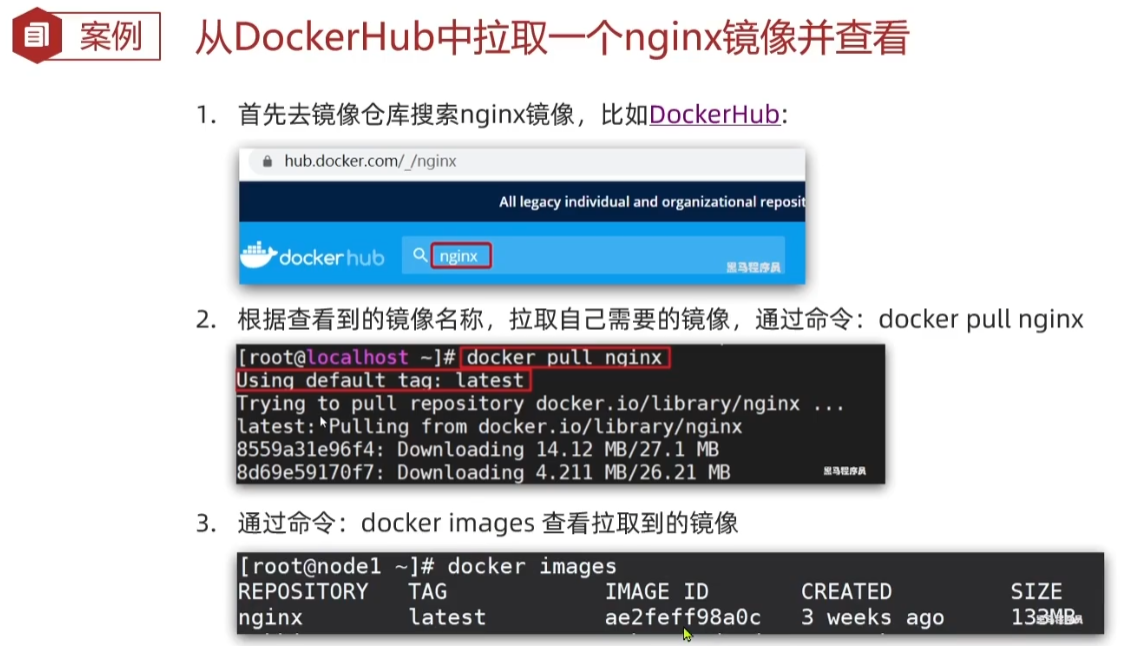 案例
从DockerHub中拉取一个nginx镜像并查看
1. 首先去镜像仓库搜索nginx镜像，比如DockerHub:
hub.docker.com/_/nginx
All legacy individual and organizational reposit
dockerhub
nginx
黑马程序员
2. 根据查看到的镜像名称，拉取自己需要的镜像，通过命令：docker pull nginx
[root@localhost ~]# docker pull nginx
Using default tag: latest
Trying to pull repository docker.io/library/nginx ...
latest: Pulling from docker.io/library/nginx
8559a31e96f4: Downloading 14.12 MB/27.1 MB
8d69e59170f7: Downloading 4.211 MB/26.21 MB
黑马程序员
3. 通过命令：docker images 查看拉取到的镜像
[root@node1 ~]# docker images
REPOSITORY TAG IMAGE ID CREATED SIZE
nginx latest ae2feff98a0c 3 weeks ago 133MB
黑马程序员